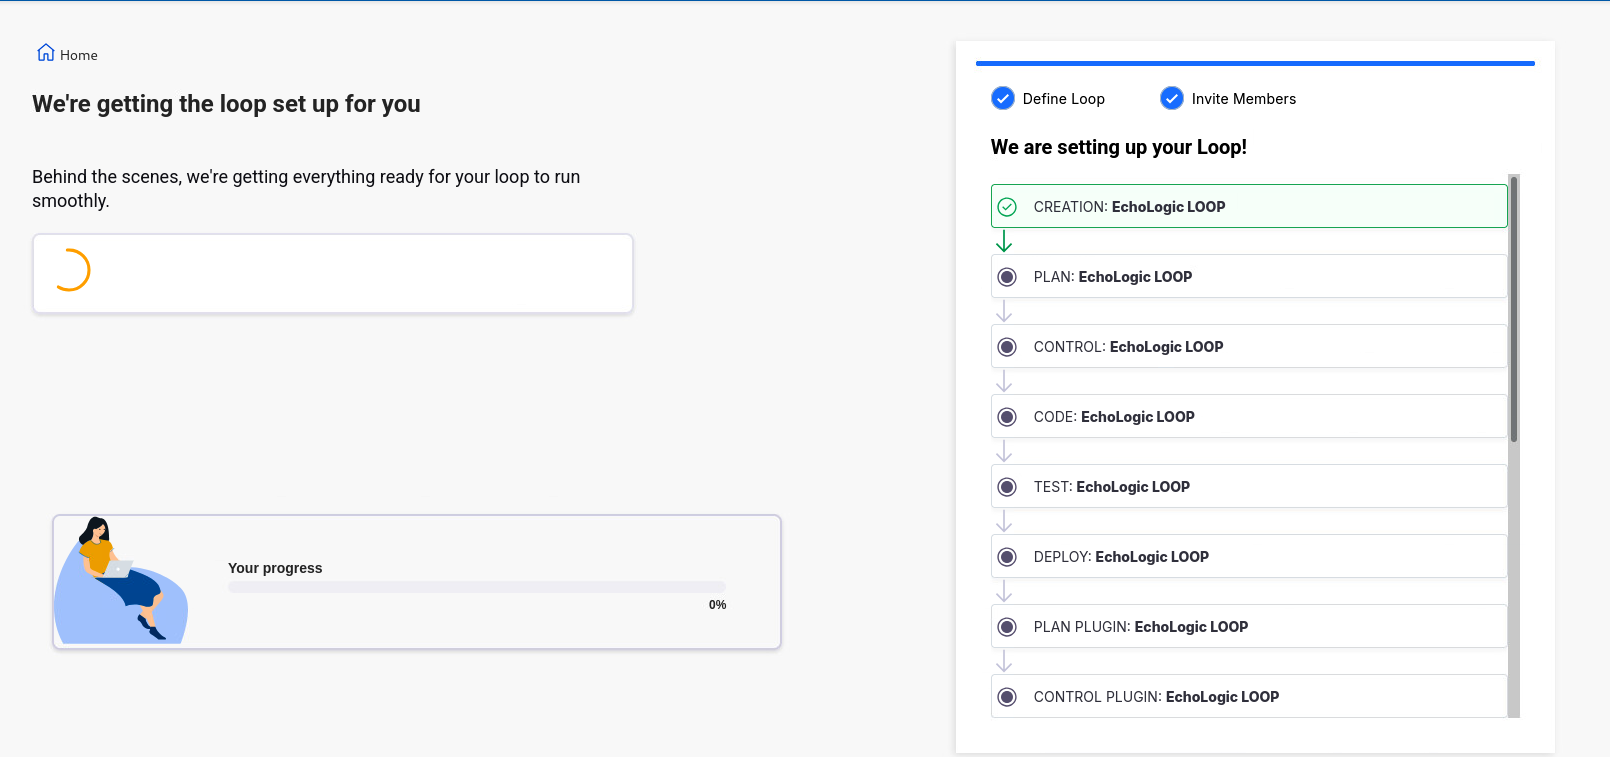 Home
We're getting the loop set up for you
Behind the scenes, we're getting everything ready for your loop to run
smoothly.
Your progress
0%
Define Loop
Invite Members
We are setting up your Loop!
CREATION: EchoLogic LOOP
PLAN: EchoLogic LOOP
CONTROL: EchoLogic LOOP
CODE: EchoLogic LOOP
TEST: EchoLogic LOOP
DEPLOY: EchoLogic LOOP
PLAN PLUGIN: EchoLogic LOOP
CONTROL PLUGIN: EchoLogic LOOP